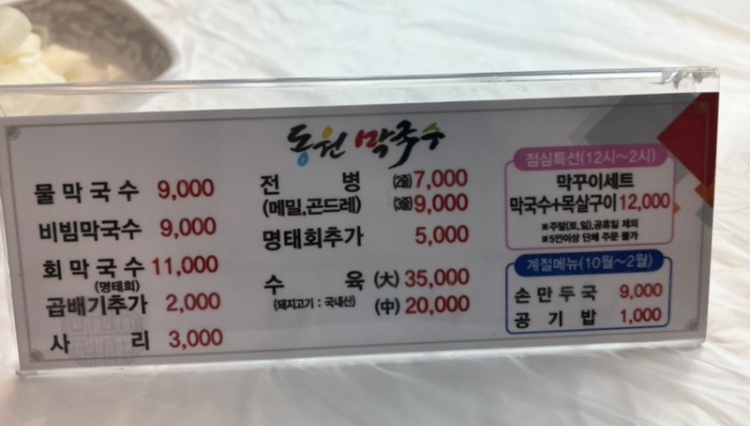 동원 막국수
물막국수 9,000
비빔막국수 9,000
회막국수 11,000
(명태회)
곱배기추가 2,000
사리 3,000
전병 (2줄) 7,000
(메밀,곤드레) (3줄) 9,000
명태회추가 5,000
수육 (大) 35,000
(돼지고기 : 국내산) (中) 20,000
점심특선(12시~2시)
막꾸이세트
막국수+목살구이 12,000
※주말(토,일),공휴일 제외
※5인이상 단체 주문 불가
계절메뉴(10월~2월)
손만두국 9,000
공기밥 1,000